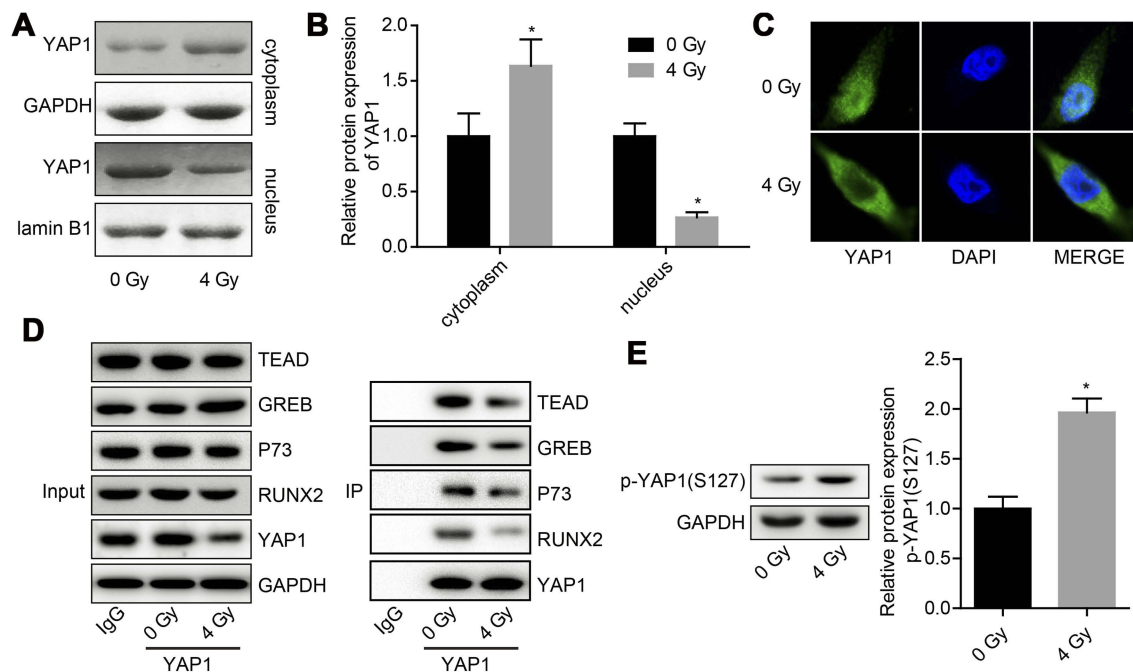 A
YAP1
GAPDH
YAP1
lamin B1
cytoplasm
nucleus
0 Gy 4 Gy
B
Relative protein expression
of YAP1
2.0
1.5
1.0
0.5
0.0
*
*
0 Gy
4 Gy
cytoplasm
nucleus
C
0 Gy
4 Gy
YAP1 DAPI MERGE
D
Input
TEAD
GREB
P73
RUNX2
YAP1
GAPDH
IgG 0 Gy 4 Gy
YAP1
IP
TEAD
GREB
P73
RUNX2
YAP1
IgG 0 Gy 4 Gy
YAP1
E
p-YAP1(S127)
GAPDH
0 Gy 4 Gy
Relative protein expression
p-YAP1(S127)
2.5
2.0
1.5
1.0
0.5
0.0
*
0 Gy 4 Gy